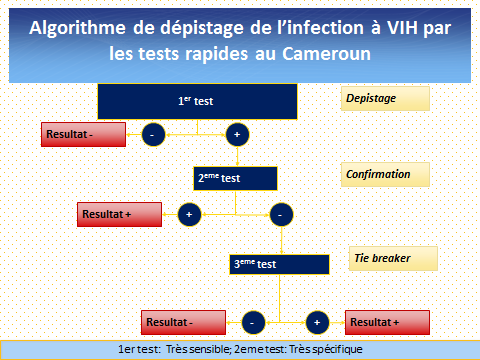 Algorithme de dépistage de l'infection à VIH par
les tests rapides au Cameroun
1er test
Depistage
Resultat -
-
+
2eme test
Confirmation
Resultat +
+
-
3eme test
Tie breaker
Resultat -
-
+
Resultat +
1er test: Très sensible; 2eme test: Très spécifique